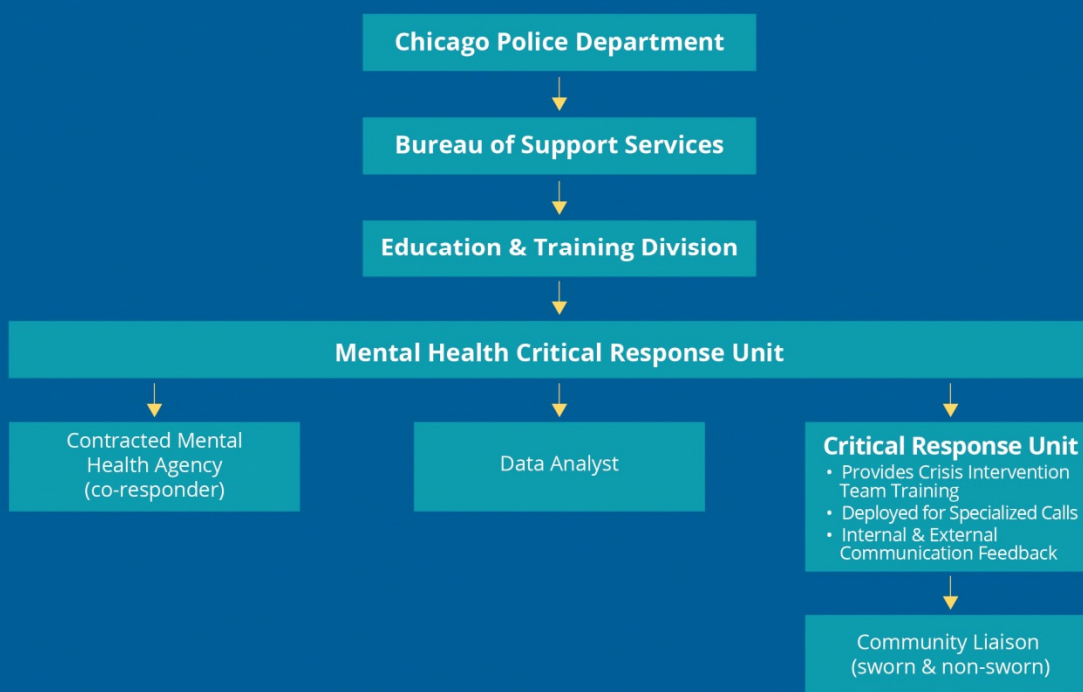 Chicago Police Department
Bureau of Support Services
Education & Training Division
Mental Health Critical Response Unit
Contracted Mental
Health Agency
(co-responder)
Data Analyst
Critical Response Unit
• Provides Crisis Intervention
Team Training
• Deployed for Specialized Calls
• Internal & External
Communication Feedback
Community Liaison
(sworn & non-sworn)